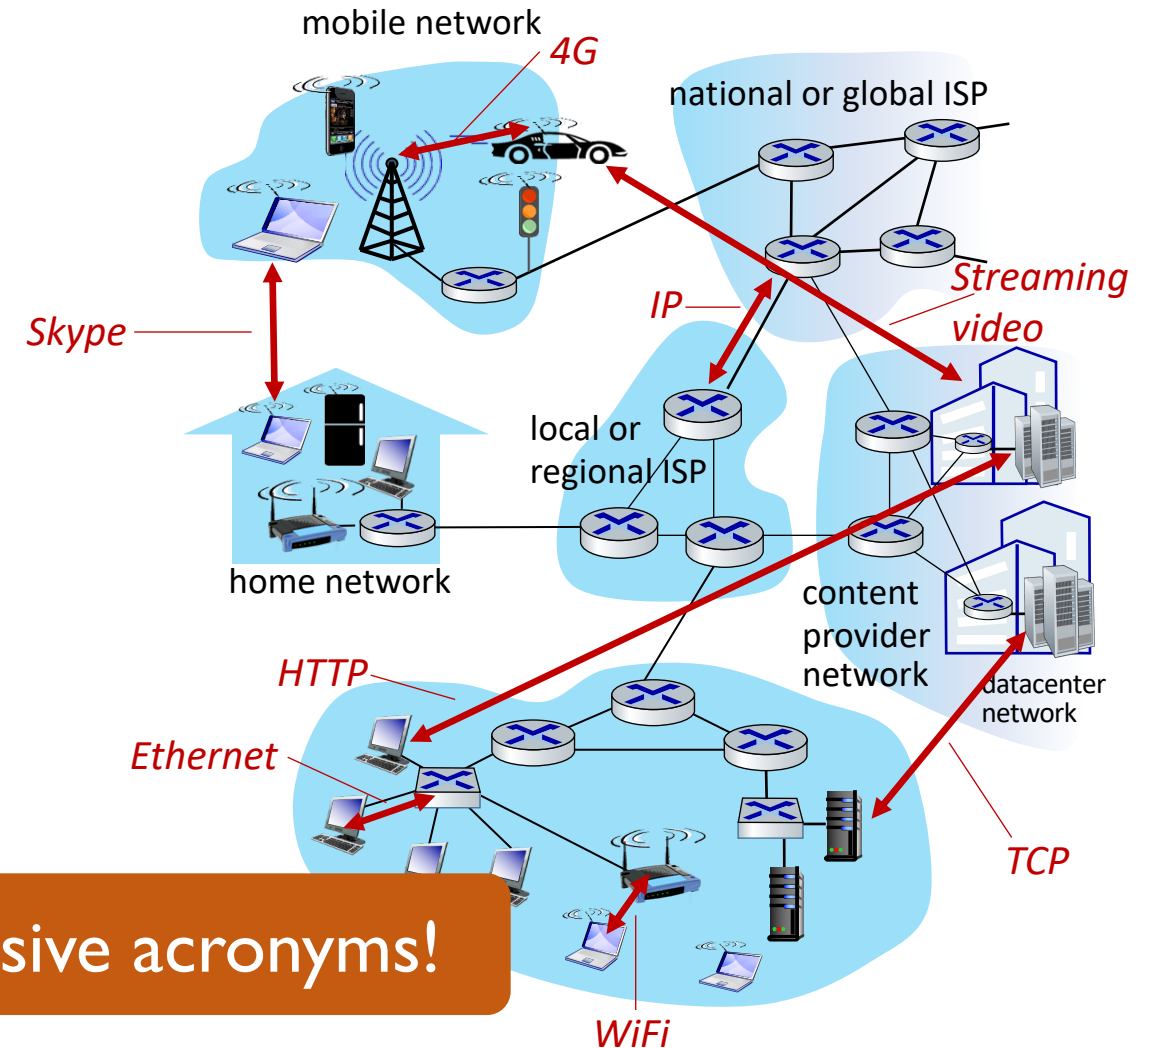 mobile network
4G
national or global ISP
Streaming
video
IP
Skype
local or
regional ISP
home network
content
provider
network
datacenter
network
HTTP
Ethernet
TCP
acronyms!
WiFi